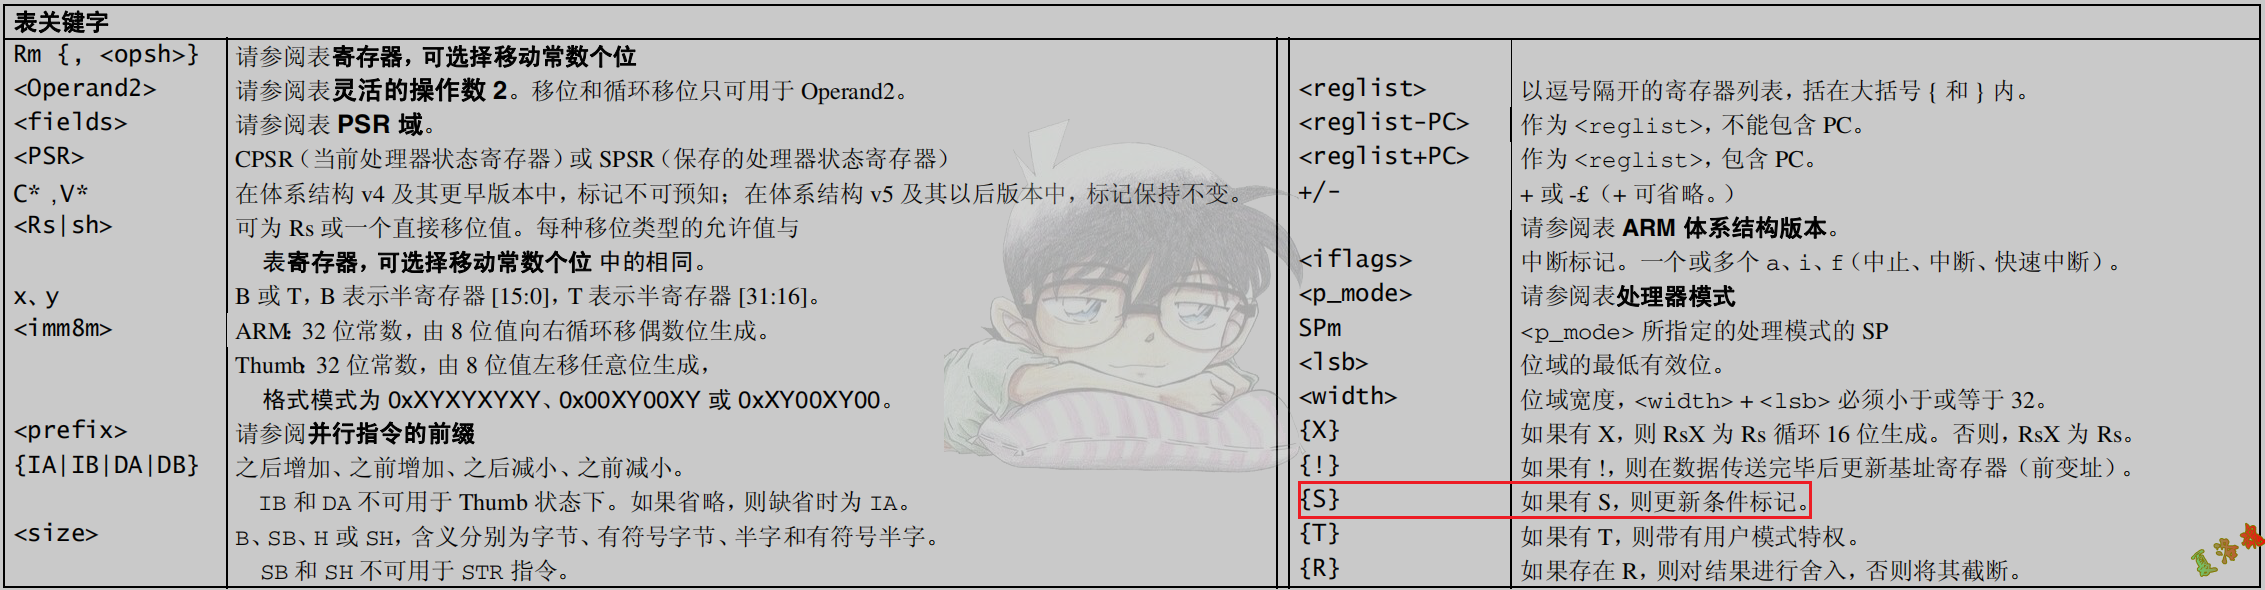 表关键字
Rm {, <opsh>} 请参阅表寄存器，可选择移动常数个位
<Operand2> 请参阅表灵活的操作数 2。移位和循环移位只可用于 Operand2。
<fields> 请参阅表 PSR 域。
<PSR> CPSR（当前处理器状态寄存器）或 SPSR（保存的处理器状态寄存器）
C* ,V* 在体系结构 v4 及其更早版本中，标记不可预知；在体系结构 v5 及其以后版本中，标记保持不变。
<Rs|sh> 可为 Rs 或一个直接移位值。每种移位类型的允许值与
表寄存器，可选择移动常数个位 中的相同。
x、y B 或 T，B 表示半寄存器 [15:0]，T 表示半寄存器 [31:16]。
<imm8m> ARM: 32 位常数，由 8 位值向右循环移偶数位生成。
Thumb: 32 位常数，由 8 位值左移任意位生成，
格式模式为 0xXYXYXYXY、0x00XY00XY 或 0xXY00XY00。
<prefix> 请参阅并行指令的前缀
{IA|IB|DA|DB} 之后增加、之前增加、之后减小、之前减小。
IB 和 DA 不可用于 Thumb 状态下。如果省略，则缺省时为 IA。
<size> B、SB、H 或 SH，含义分别为字节、有符号字节、半字和有符号半字。
SB 和 SH 不可用于 STR 指令。
<reglist> 以逗号隔开的寄存器列表，括在大括号 { 和 } 内。
<reglist-PC> 作为 <reglist>，不能包含 PC。
<reglist+PC> 作为 <reglist>，包含 PC。
+/- + 或 -£（+ 可省略。）
请参阅表 ARM 体系结构版本。
<iflags> 中断标记。一个或多个 a、i、f（中止、中断、快速中断）。
<p_mode> 请参阅表处理器模式
SPm <p_mode> 所指定的处理模式的 SP
<lsb> 位域的最低有效位。
<width> 位域宽度，<width> + <lsb> 必须小于或等于 32。
{X} 如果有 X，则 RsX 为 Rs 循环 16 位生成。否则，RsX 为 Rs。
{!} 如果有 !，则在数据传送完毕后更新基址寄存器（前变址）。
{S} 如果有 S，则更新条件标记。
{T} 如果有 T，则带有用户模式特权。
{R} 如果存在 R，则对结果进行舍入，否则将其截断。